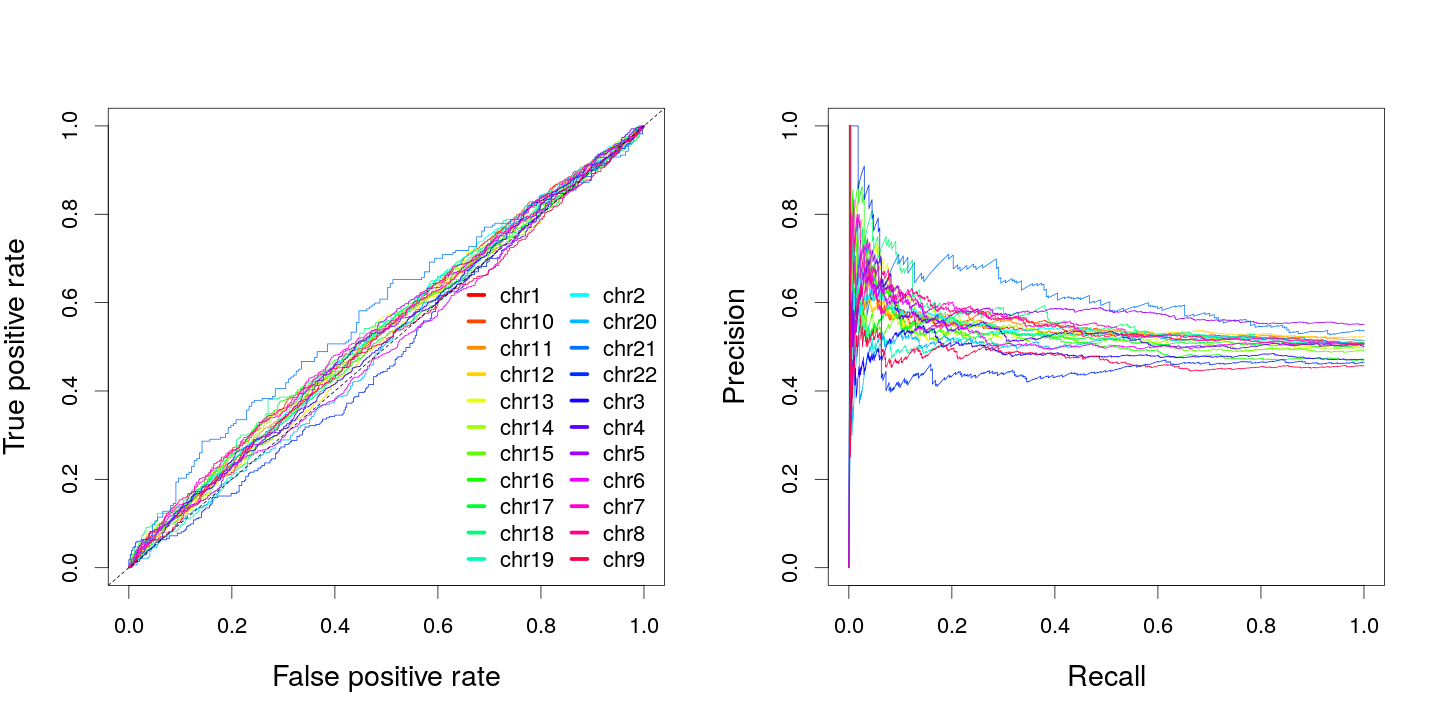 True positive rate
1.0
0.8
0.6
0.4
0.2
0.0
chr1 chr2
chr10 chr20
chr11 chr21
chr12 chr22
chr13 chr3
chr14 chr4
chr15 chr5
chr16 chr6
chr17 chr7
chr18 chr8
chr19 chr9
0.0 0.2 0.4 0.6 0.8 1.0
False positive rate
Precision
1.0
0.8
0.6
0.4
0.2
0.0
0.0 0.2 0.4 0.6 0.8 1.0
Recall